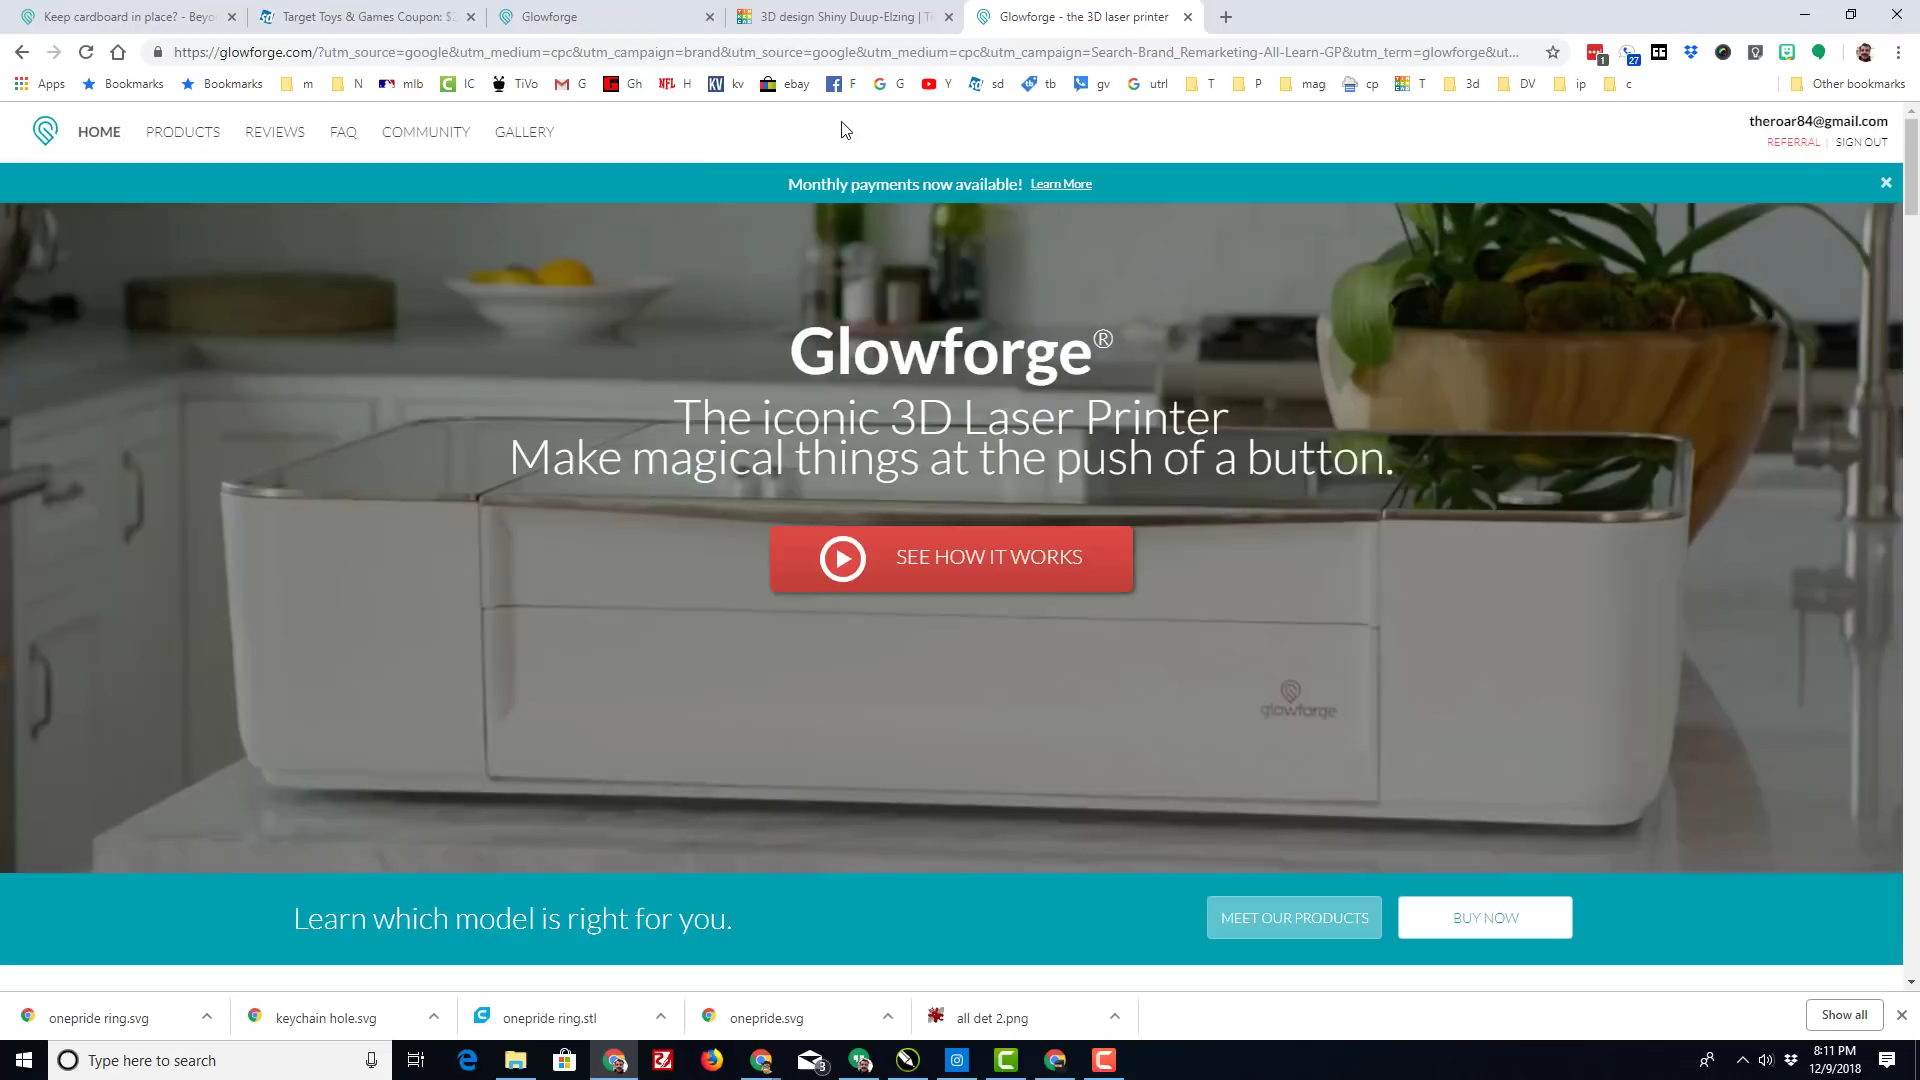 Keep cardboard in place? - Beyo
Target Toys & Games Coupon: $
Glowforge
3D design Shiny Duup-Elzing | T
Glowforge - the 3D laser printer
https://glowforge.com/?utm_source=google&utm_medium=cpc&utm_campaign=brand&utm_source=google&utm_medium=cpc&utm_campaign=Search-Brand_Remarketing-All-Learn-GP&utm_term=glowforge&ut...
1
27
Apps
Bookmarks
Bookmarks
m
N
mlb
IC
TiVo
G
Gh
NFL H
KV kv
ebay
F
G
Y
sd
tb
gv
utrl
T
P
mag
cp
T
3d
DV
ip
c
Other bookmarks
HOME
PRODUCTS
REVIEWS
FAQ
COMMUNITY
GALLERY
theroar84@gmail.com
REFERRAL | SIGN OUT
Monthly payments now available! Learn More
Glowforge®
The iconic 3D Laser Printer
Make magical things at the push of a button.
SEE HOW IT WORKS
glowforge
Learn which model is right for you.
MEET OUR PRODUCTS
BUY NOW
onepride ring.svg
keychain hole.svg
onepride ring.stl
onepride.svg
all det 2.png
Show all
Type here to search
3
8:11 PM
12/9/2018